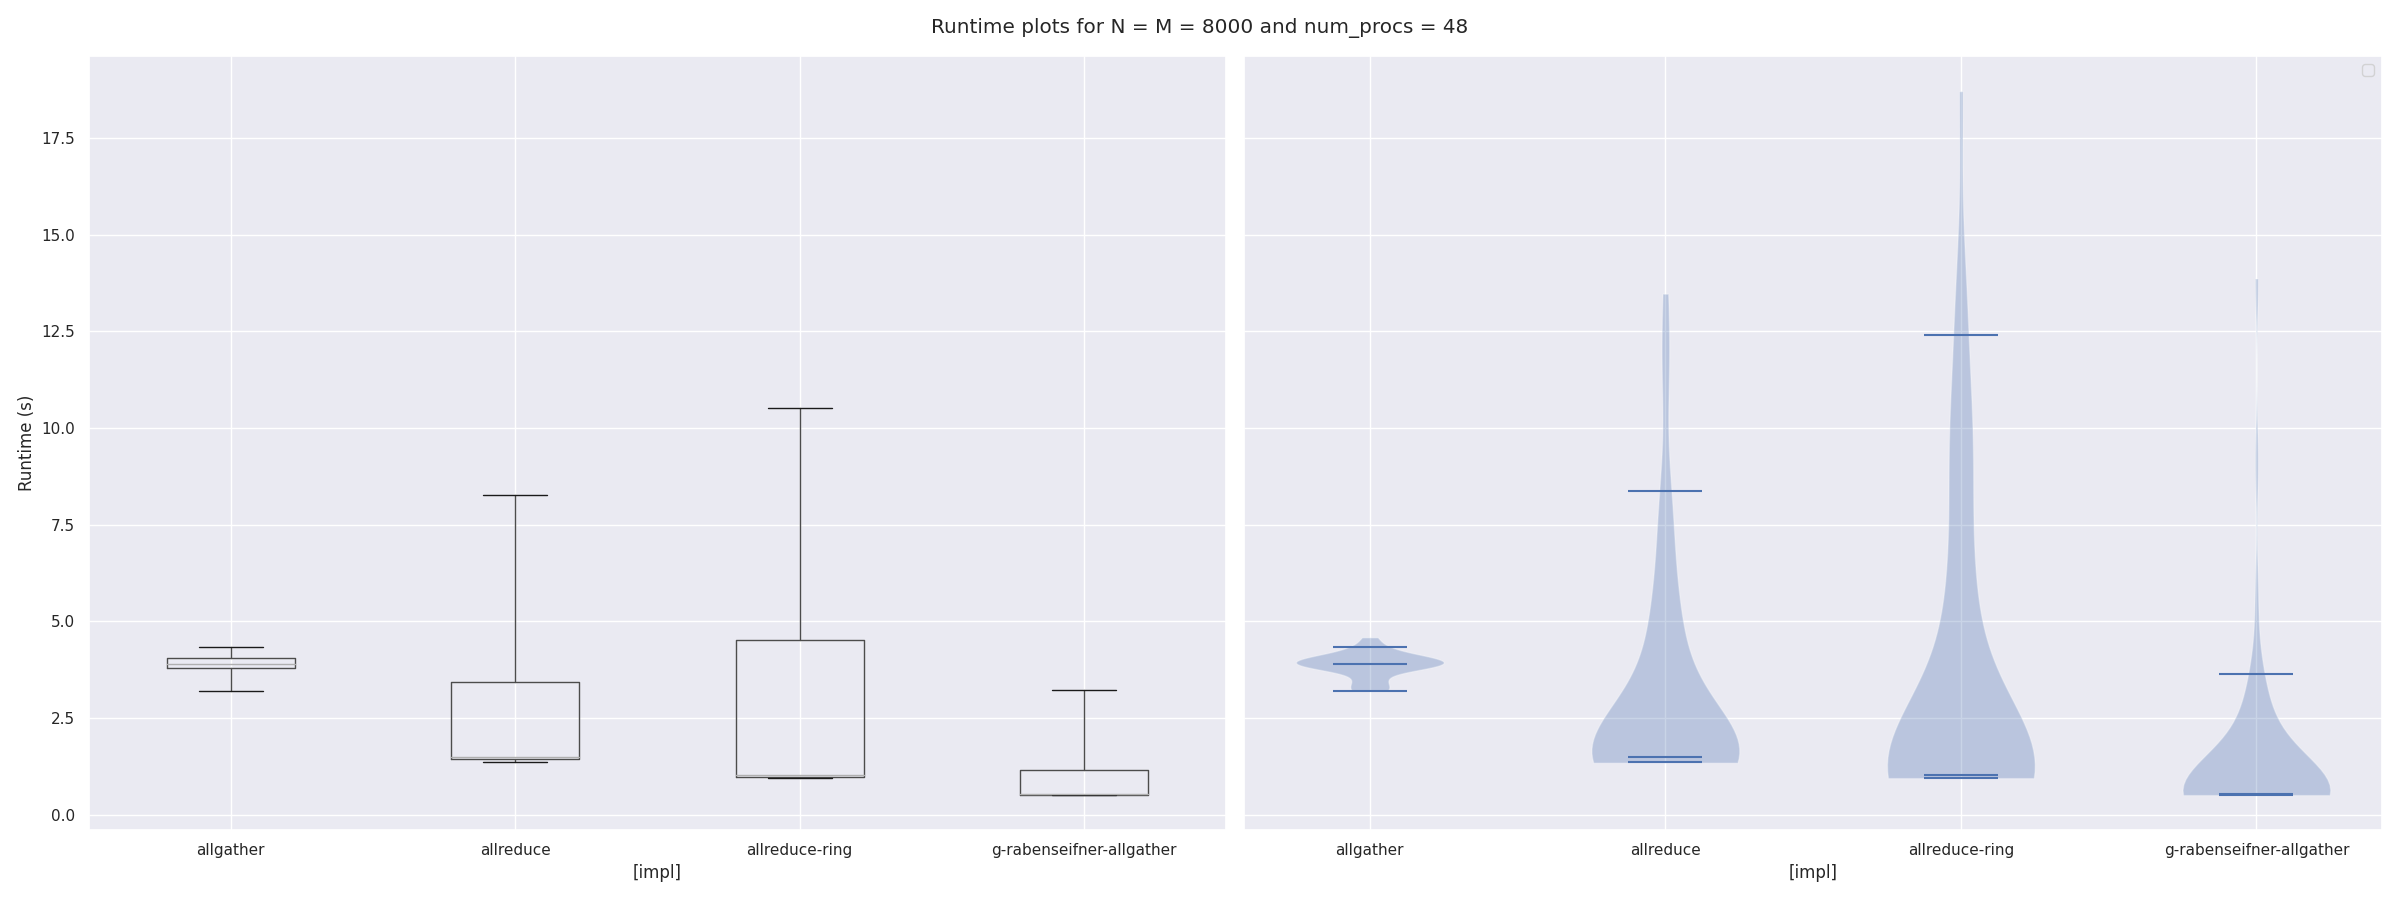 Runtime plots for N = M = 8000 and num_procs = 48
Runtime (s)
17.5
15.0
12.5
10.0
7.5
5.0
2.5
0.0
allgather allreduce allreduce-ring g-rabenseifner-allgather
[impl]
allgather allreduce allreduce-ring g-rabenseifner-allgather
[impl]